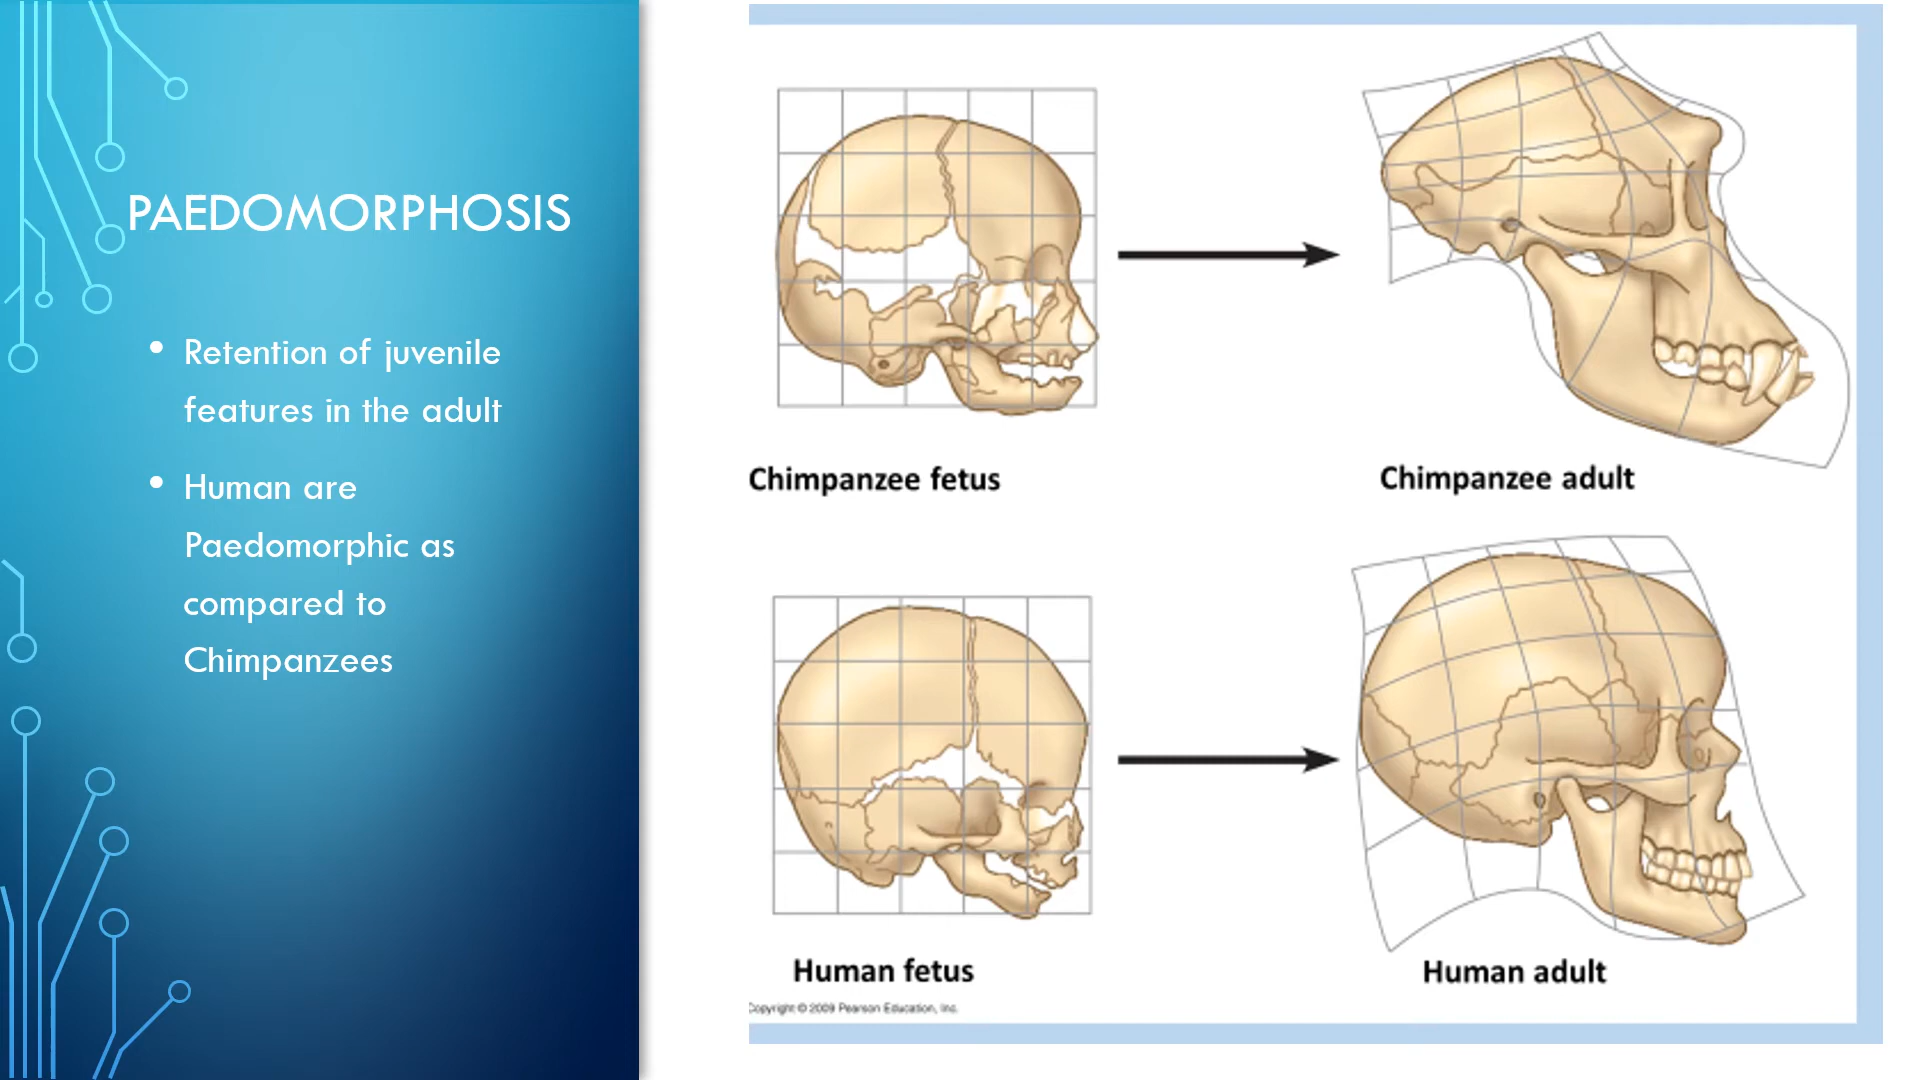 PAEDOMORPHOSIS
• Retention of juvenile
features in the adult
• Human are
Paedomorphic as
compared to
Chimpanzees
Chimpanzee fetus
Chimpanzee adult
Human fetus
Human adult
Copyright © 2009 Pearson Education, Inc.